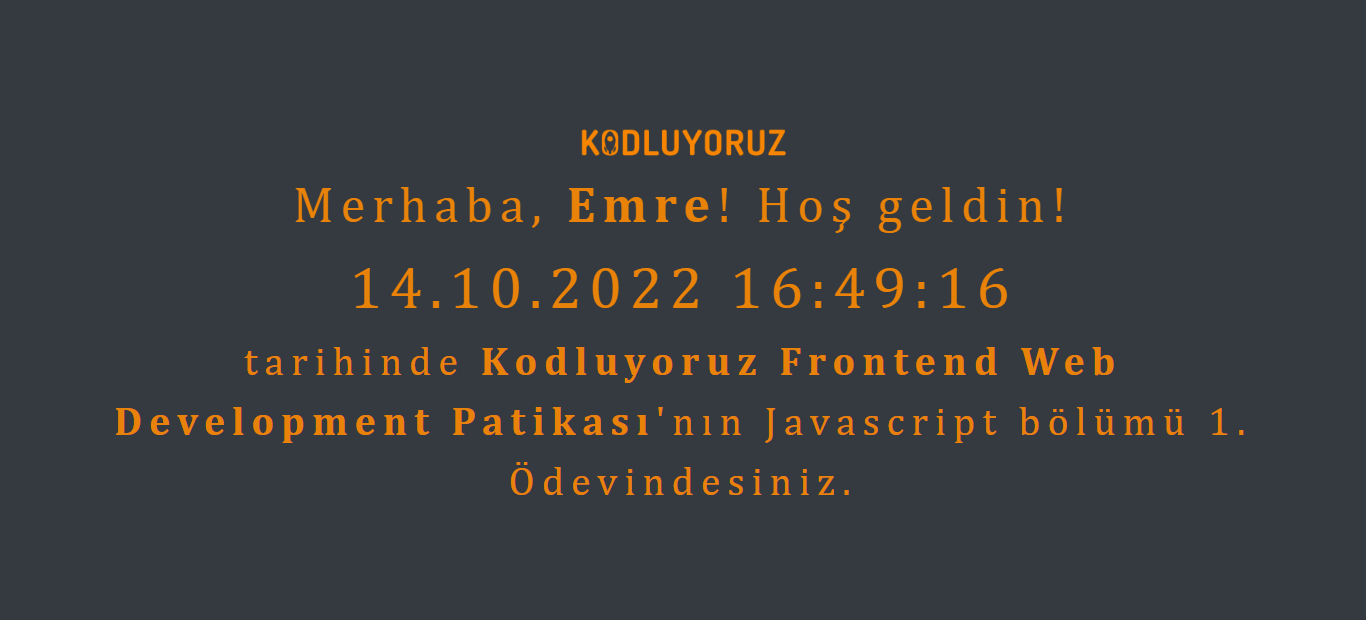 KODLUYORUZ
Merhaba, Emre! Hoş geldin!
14.10.2022 16:49:16
tarihinde Kodluyoruz Frontend Web
Development Patikası'nın Javascript bölümü 1.
Ödevindesiniz.